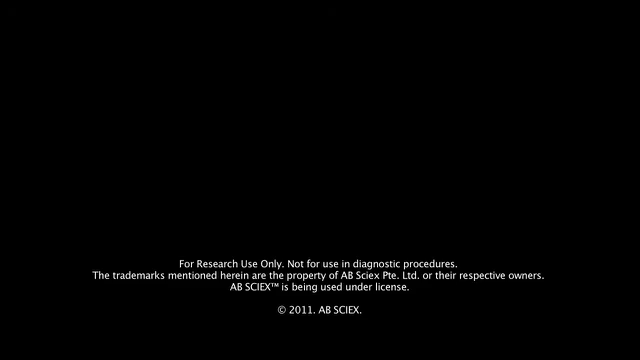 For Research Use Only. Not for use in diagnostic procedures.
The trademarks mentioned herein are the property of AB Sciex Pte. Ltd. or their respective owners.
AB SCIEX™ is being used under license.
© 2011. AB SCIEX.